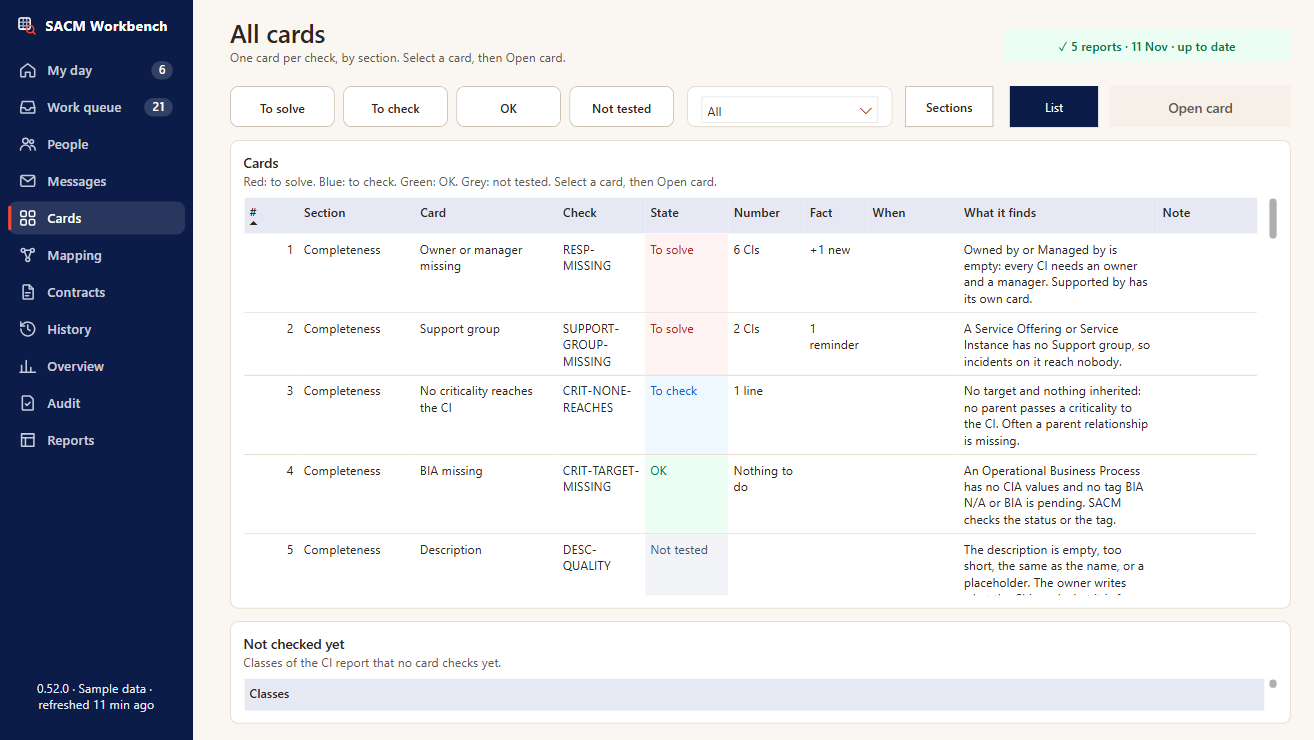 SACM Workbench
My day 6
Work queue 21
People
Messages
Cards
Mapping
Contracts
History
Overview
Audit
Reports
0.52.0 · Sample data ·
refreshed 11 min ago
All cards
One card per check, by section. Select a card, then Open card.
✓ 5 reports · 11 Nov · up to date
To solve
To check
OK
Not tested
All
Sections
List
Open card
Cards
Red: to solve. Blue: to check. Green: OK. Grey: not tested. Select a card, then Open card.
# Section Card Check State Number Fact When What it finds Note
1 Completeness Owner or manager RESP- To solve 6 CIs +1 new Owned by or Managed by is
missing MISSING empty: every CI needs an owner
and a manager. Supported by has
its own card.
2 Completeness Support group SUPPORT- To solve 2 CIs 1 A Service Offering or Service
GROUP- reminder Instance has no Support group, so
MISSING incidents on it reach nobody.
3 Completeness No criticality reaches CRIT-NONE- To check 1 line No target and nothing inherited:
the CI REACHES no parent passes a criticality to
the CI. Often a parent relationship
is missing.
4 Completeness BIA missing CRIT-TARGET- OK Nothing to An Operational Business Process
MISSING do has no CIA values and no tag BIA
N/A or BIA is pending. SACM
checks the status or the tag.
5 Completeness Description DESC- Not tested The description is empty, too
QUALITY short, the same as the name, or a
placeholder. The owner writes
Not checked yet
Classes of the CI report that no card checks yet.
Classes